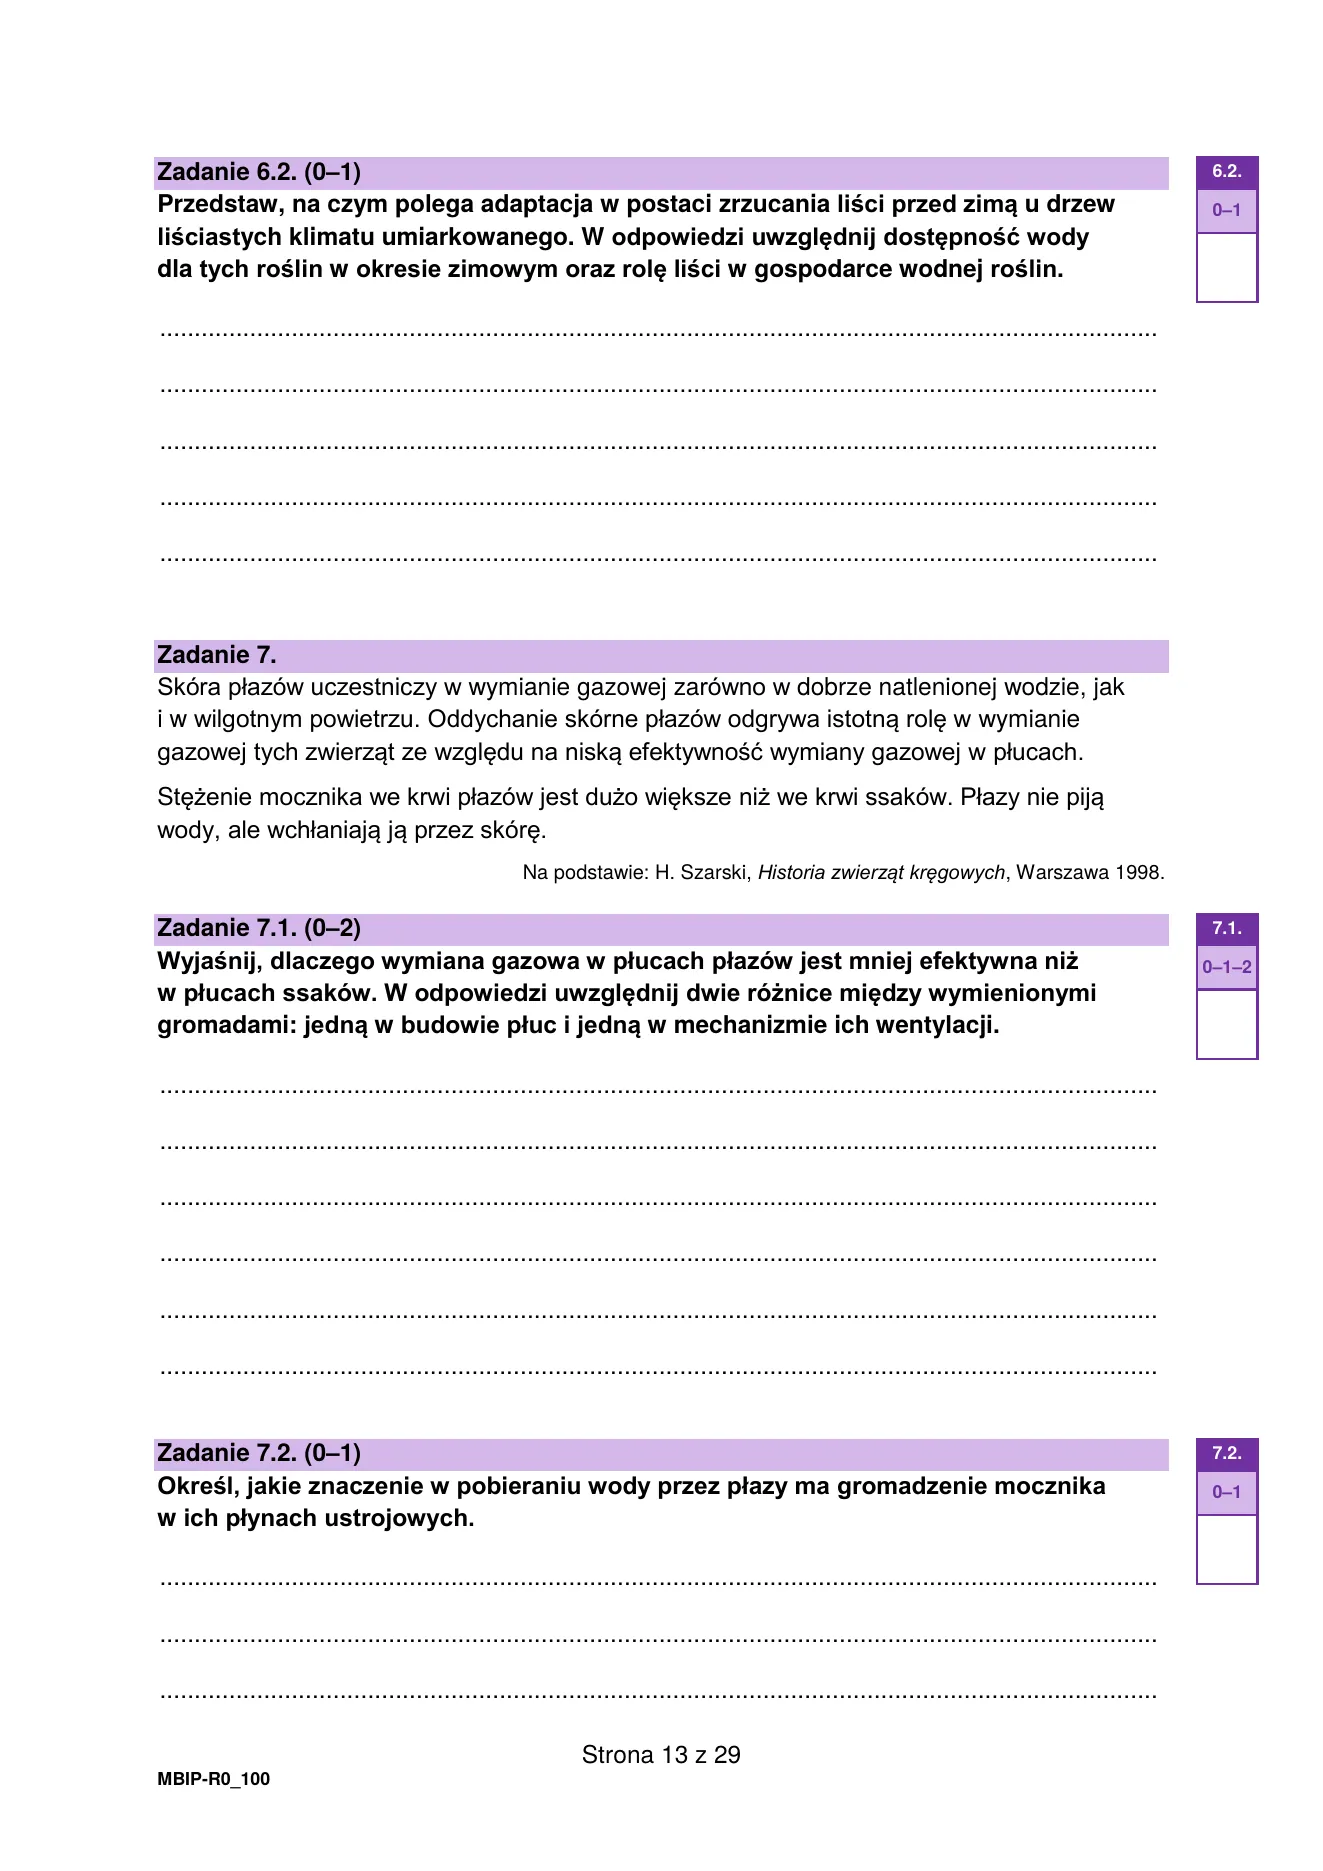 Zadanie 6.2. (0–1)
6.2.
0–1
Przedstaw, na czym polega adaptacja w postaci zrzucania liści przed zimą u drzew
liściastych klimatu umiarkowanego. W odpowiedzi uwzględnij dostępność wody
dla tych roślin w okresie zimowym oraz rolę liści w gospodarce wodnej roślin.
Zadanie 7.
Skóra płazów uczestniczy w wymianie gazowej zarówno w dobrze natlenionej wodzie, jak
i w wilgotnym powietrzu. Oddychanie skórne płazów odgrywa istotną rolę w wymianie
gazowej tych zwierząt ze względu na niską efektywność wymiany gazowej w płucach.
Stężenie mocznika we krwi płazów jest dużo większe niż we krwi ssaków. Płazy nie piją
wody, ale wchłaniają ją przez skórę.
Na podstawie: H. Szarski, Historia zwierząt kręgowych, Warszawa 1998.
Zadanie 7.1. (0–2)
7.1.
0–1–2
Wyjaśnij, dlaczego wymiana gazowa w płucach płazów jest mniej efektywna niż
w płucach ssaków. W odpowiedzi uwzględnij dwie różnice między wymienionymi
gromadami: jedną w budowie płuc i jedną w mechanizmie ich wentylacji.
Zadanie 7.2. (0–1)
7.2.
0–1
Określ, jakie znaczenie w pobieraniu wody przez płazy ma gromadzenie mocznika
w ich płynach ustrojowych.
Strona 13 z 29
MBIP-R0_100